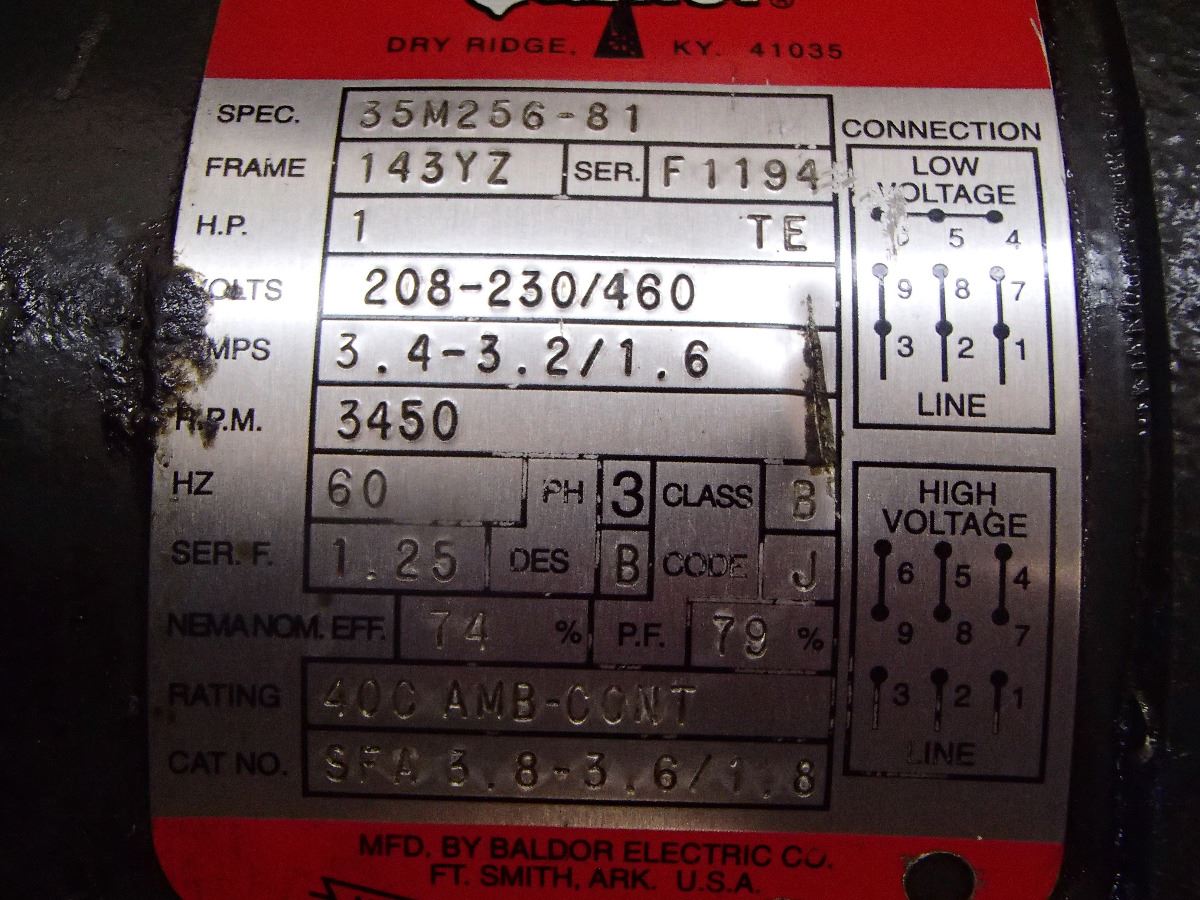 DRY RIDGE, KY. 41035
SPEC. 35M256-81
FRAME 143YZ SER. F1194
H.P. 1 TE
VOLTS 208-230/460
AMPS 3.4-3.2/1.6
R.P.M. 3450
HZ 60 PH 3 CLASS B
SER. F. 1.25 DES B CODE J
NEMA NOM. EFF. 74 % P.F. 79 %
RATING 40C AMB-CONT
CAT NO. SFA 3.8-3.6/1.8
CONNECTION
LOW
VOLTAGE
6 5 4
9 8 7
3 2 1
LINE
HIGH
VOLTAGE
6 5 4
9 8 7
3 2 1
LINE
MFD. BY BALDOR ELECTRIC CO.
FT. SMITH, ARK. U.S.A.